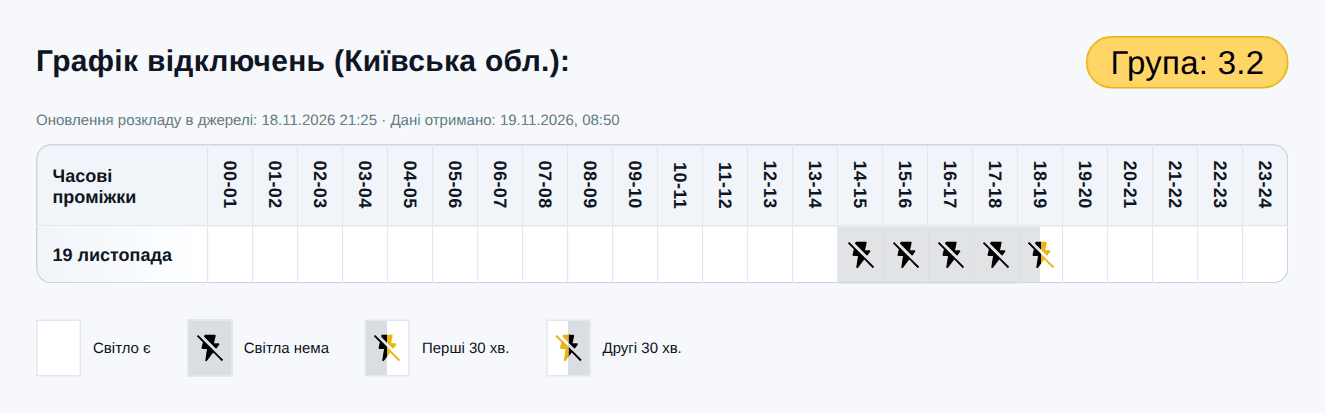 Графік відключень (Київська обл.):
Група: 3.2
Оновлення розкладу в джерелі: 18.11.2026 21:25 · Дані отримано: 19.11.2026, 08:50
Часові
проміжки
00-01
01-02
02-03
03-04
04-05
05-06
06-07
07-08
08-09
09-10
10-11
11-12
12-13
13-14
14-15
15-16
16-17
17-18
18-19
19-20
20-21
21-22
22-23
23-24
19 листопада
Світло є
Світла нема
Перші 30 хв.
Другі 30 хв.